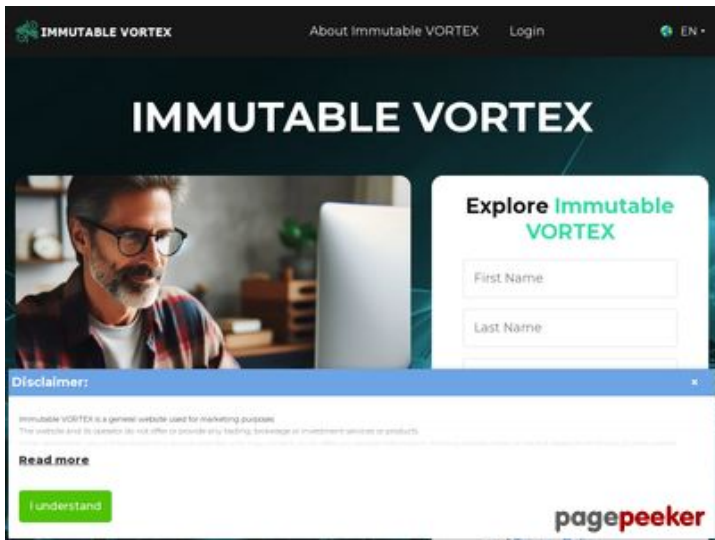 IMMUTABLE VORTEX
About Immutable VORTEX
Login
EN
IMMUTABLE VORTEX
Explore Immutable
VORTEX
First Name
Last Name
Disclaimer:
x
Immutable VORTEX is a general website used for marketing purposes
The website and its operator do not offer or provide any trading, brokerage or investment services or products.
Read more
I understand
pagepeeker